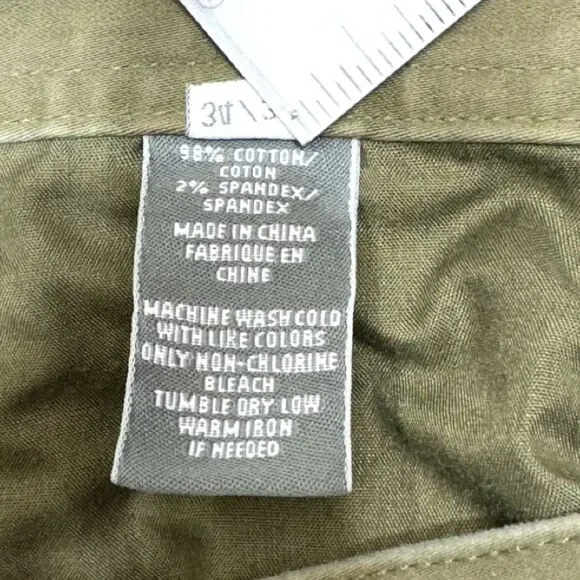 34
98% COTTON/
COTON
2% SPANDEX/
SPANDEX
MADE IN CHINA
FABRIQUE EN
CHINE
MACHINE WASH COLD
WITH LIKE COLORS
ONLY NON-CHLORINE
BLEACH
TUMBLE DRY LOW
WARM IRON
IF NEEDED